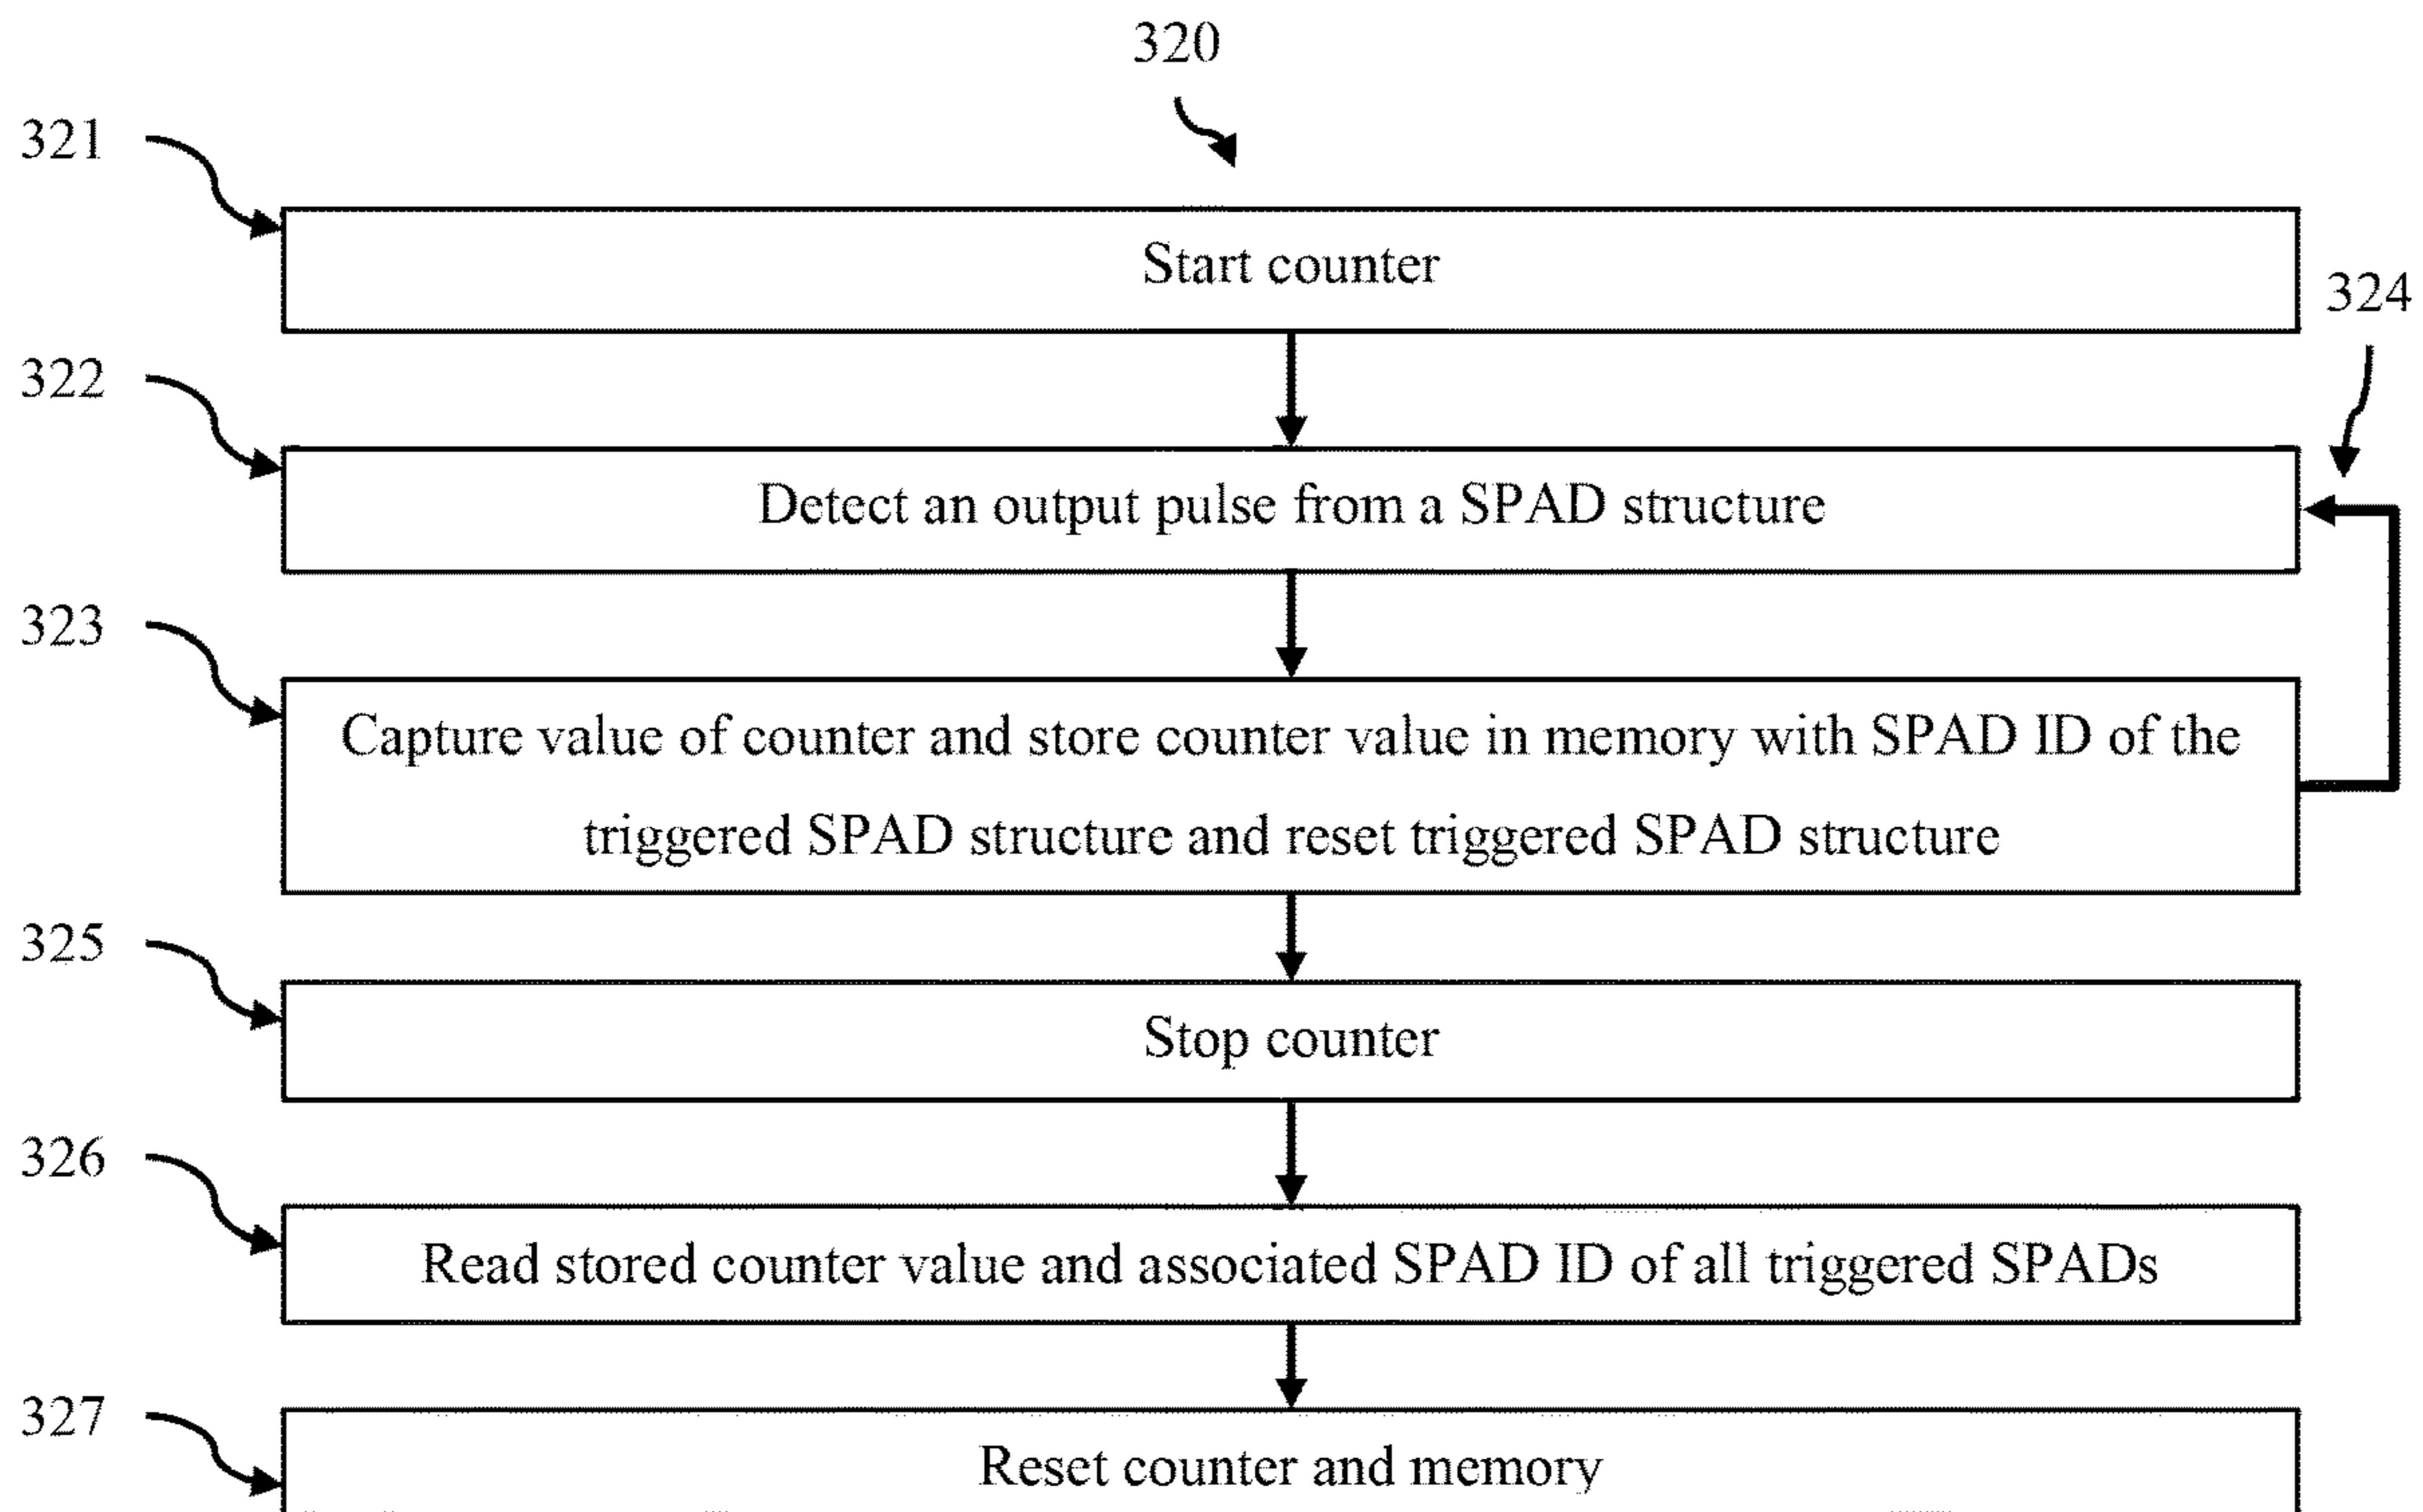 320
321
Start counter
324
322
Detect an output pulse from a SPAD structure
323
Capture value of counter and store counter value in memory with SPAD ID of the
triggered SPAD structure and reset triggered SPAD structure
325
Stop counter
326
Read stored counter value and associated SPAD ID of all triggered SPADs
327
Reset counter and memory